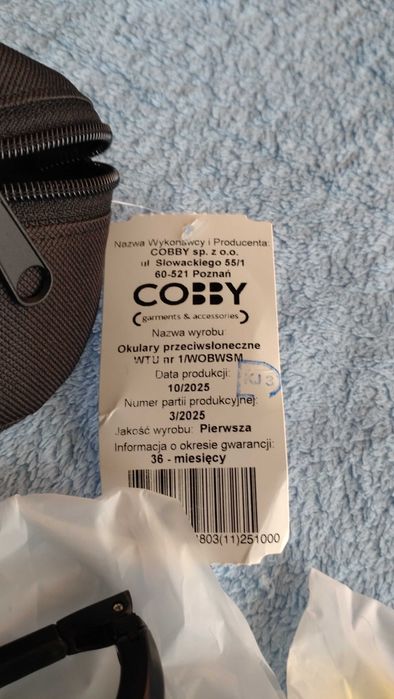 Nazwa Wykonawcy i Producenta:
COBBY sp. z o.o.
ul. Słowackiego 55/1
60-521 Poznań
COBBY
(garments & accessories)
Nazwa wyrobu:
Okulary przeciwsłoneczne
WTU nr 1/WOBWSM
Data produkcji:
10/2025
KJ 3
Numer partii produkcyjnej:
3/2025
Jakość wyrobu: Pierwsza
Informacja o okresie gwarancji:
36 - miesięcy
803(11)251000